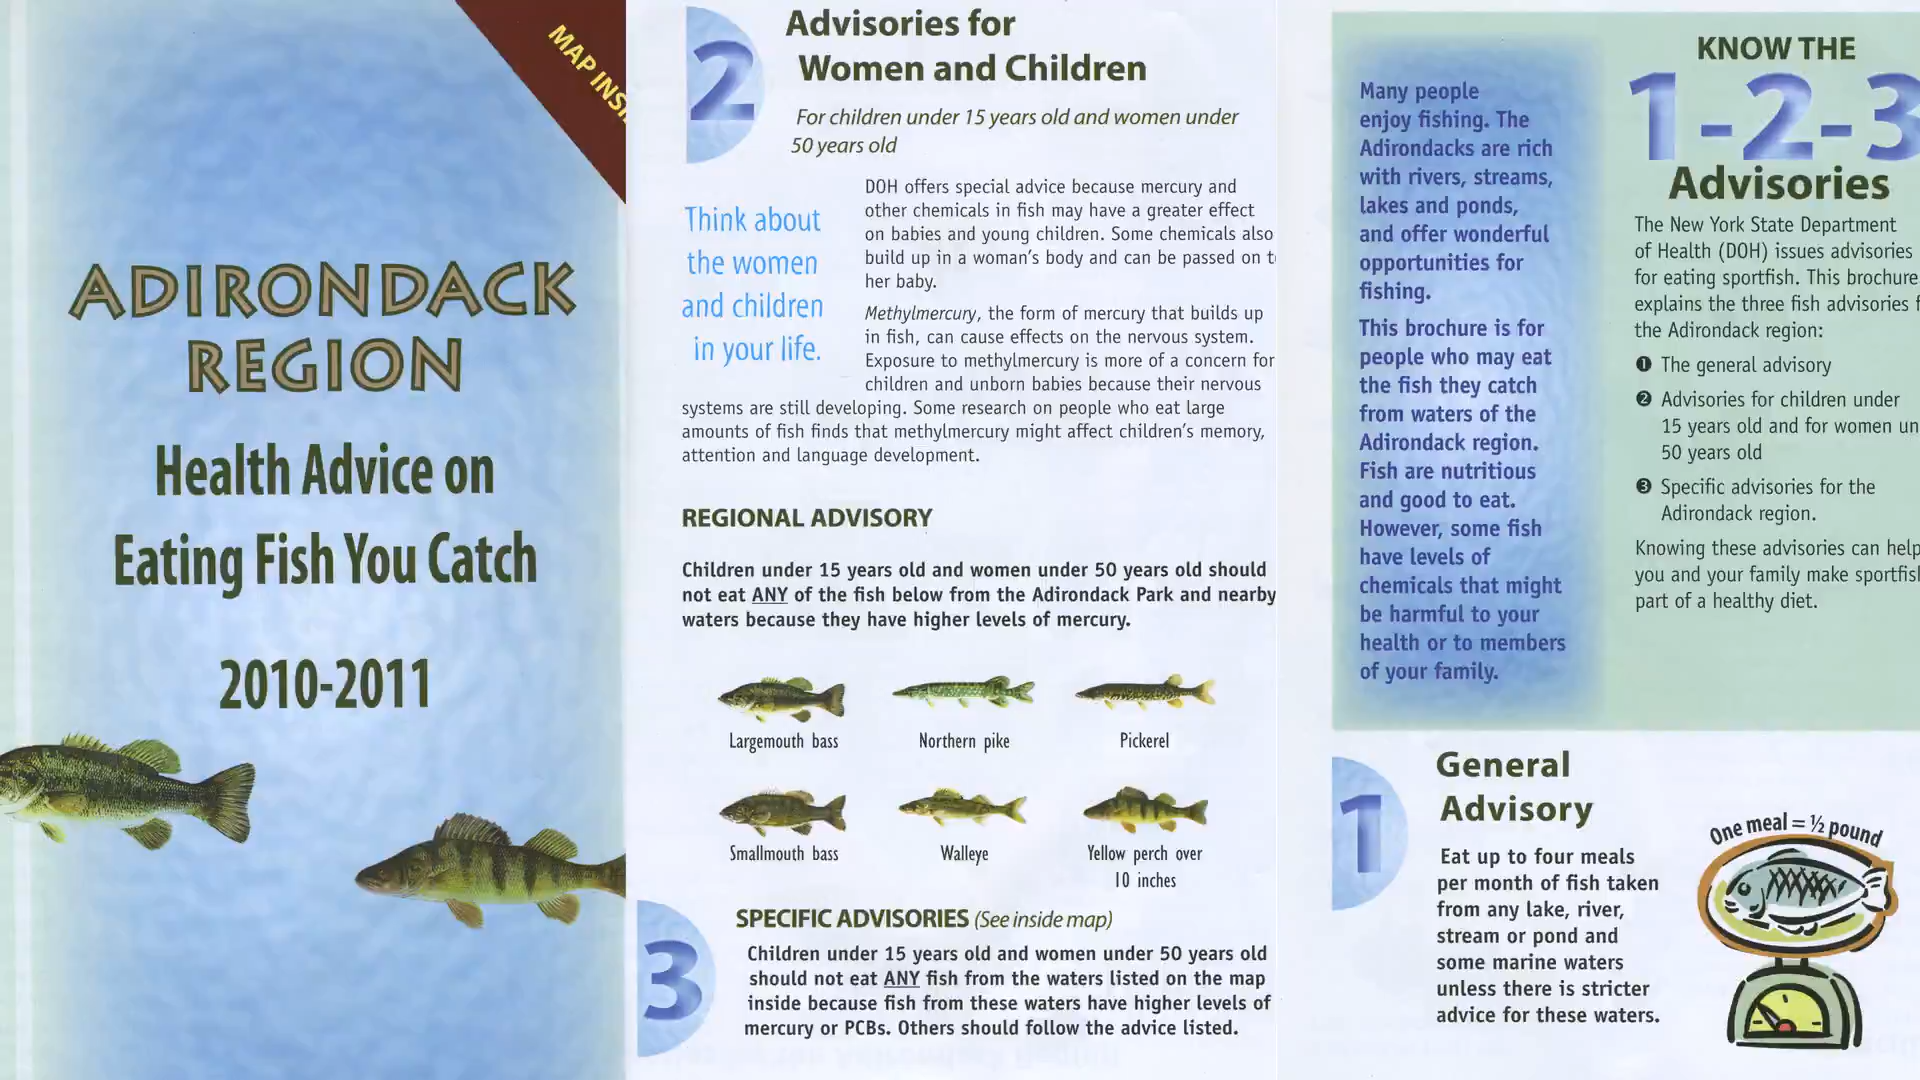 MAP INSI
ADIRONDACK
REGION
Health Advice on
Eating Fish You Catch
2010-2011
2
Advisories for
Women and Children
For children under 15 years old and women under
50 years old
Think about
the women
and children
in your life.
DOH offers special advice because mercury and
other chemicals in fish may have a greater effect
on babies and young children. Some chemicals also
build up in a woman's body and can be passed on t
her baby.
Methylmercury, the form of mercury that builds up
in fish, can cause effects on the nervous system.
Exposure to methylmercury is more of a concern for
children and unborn babies because their nervous
systems are still developing. Some research on people who eat large
amounts of fish finds that methylmercury might affect children's memory,
attention and language development.
REGIONAL ADVISORY
Children under 15 years old and women under 50 years old should
not eat ANY of the fish below from the Adirondack Park and nearby
waters because they have higher levels of mercury.
Largemouth bass
Northern pike
Pickerel
Smallmouth bass
Walleye
Yellow perch over
10 inches
3
SPECIFIC ADVISORIES (See inside map)
Children under 15 years old and women under 50 years old
should not eat ANY fish from the waters listed on the map
inside because fish from these waters have higher levels of
mercury or PCBs. Others should follow the advice listed.
Many people
enjoy fishing. The
Adirondacks are rich
with rivers, streams,
lakes and ponds,
and offer wonderful
opportunities for
fishing.
This brochure is for
people who may eat
the fish they catch
from waters of the
Adirondack region.
Fish are nutritious
and good to eat.
However, some fish
have levels of
chemicals that might
be harmful to your
health or to members
of your family.
KNOW THE
1-2-3
Advisories
The New York State Department
of Health (DOH) issues advisories
for eating sportfish. This brochure
explains the three fish advisories f
the Adirondack region:
❶ The general advisory
❷ Advisories for children under
15 years old and for women un
50 years old
❸ Specific advisories for the
Adirondack region.
Knowing these advisories can help
you and your family make sportfis
part of a healthy diet.
1
General
Advisory
Eat up to four meals
per month of fish taken
from any lake, river,
stream or pond and
some marine waters
unless there is stricter
advice for these waters.
One meal = ½ pound